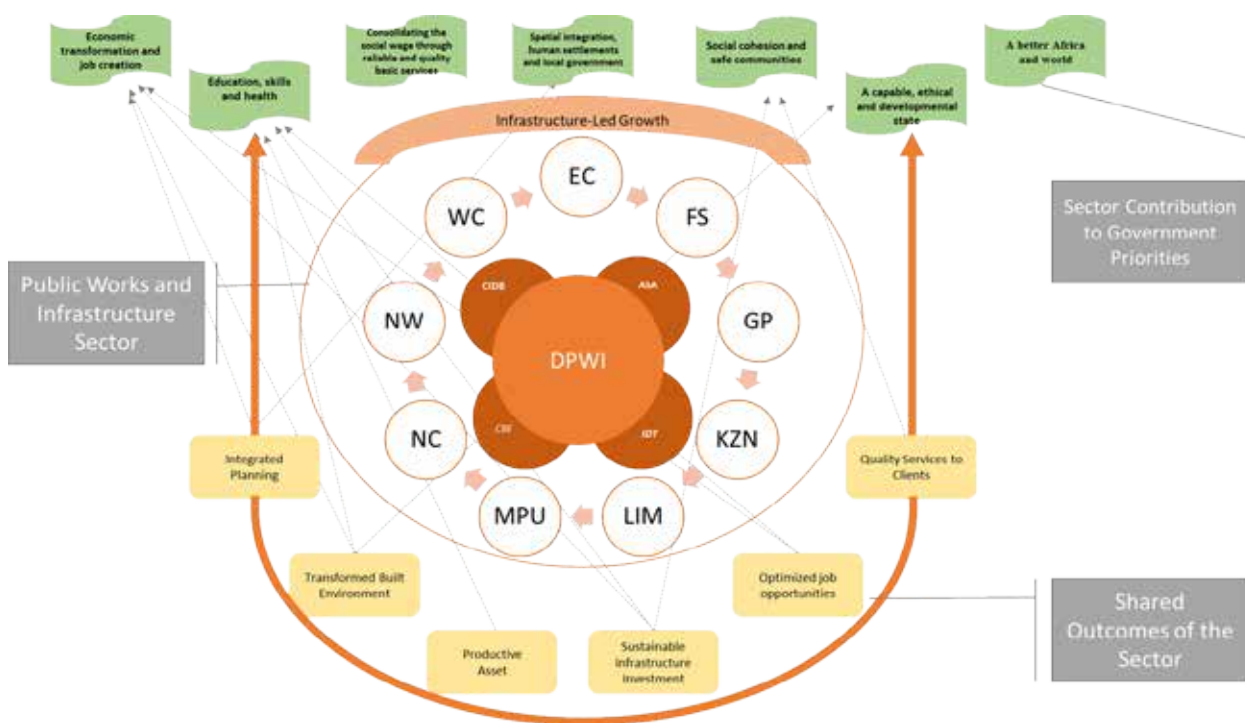 Economic
transformation and
job creation
Education, skills
and health
Consolidating the
social wage through
reliable and quality
basic services
Spatial integration,
human settlements
and local government
Social cohesion and
safe communities
A capable, ethical
and developmental
state
A better Africa
and world
Infrastructure-Led Growth
EC
WC
FS
NW
GP
NC
KZN
MPU
LIM
CIDB
ASA
DPWI
CBE
IDT
Public Works and
Infrastructure
Sector
Sector Contribution
to Government
Priorities
Integrated
Planning
Quality Services to
Clients
Transformed Built
Environment
Optimized job
opportunities
Productive
Asset
Sustainable
Infrastructure
Investment
Shared
Outcomes of the
Sector